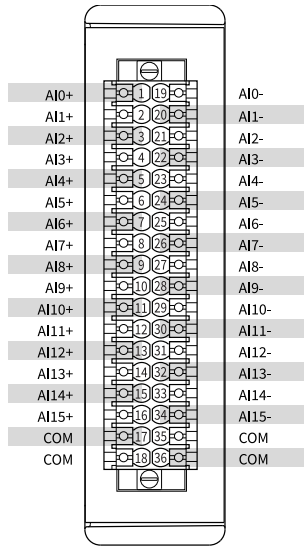 AI0+ 1 19 AI0-
AI1+ 2 20 AI1-
AI2+ 3 21 AI2-
AI3+ 4 22 AI3-
AI4+ 5 23 AI4-
AI5+ 6 24 AI5-
AI6+ 7 25 AI6-
AI7+ 8 26 AI7-
AI8+ 9 27 AI8-
AI9+ 10 28 AI9-
AI10+ 11 29 AI10-
AI11+ 12 30 AI11-
AI12+ 13 31 AI12-
AI13+ 14 32 AI13-
AI14+ 15 33 AI14-
AI15+ 16 34 AI15-
COM 17 35 COM
COM 18 36 COM